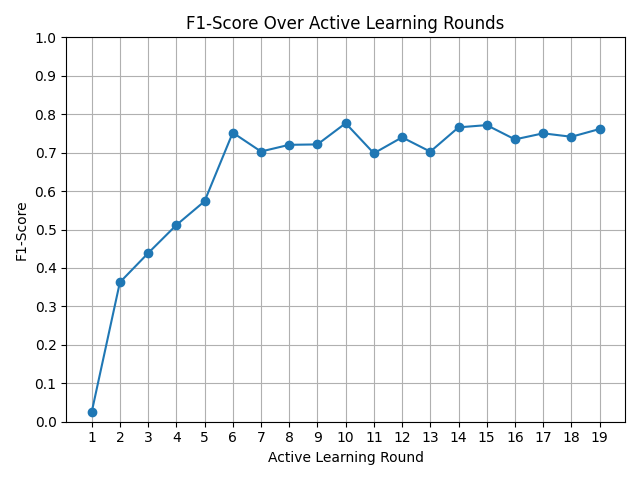 F1-Score Over Active Learning Rounds
1.0
0.9
0.8
0.7
0.6
0.5
0.4
0.3
0.2
0.1
0.0
F1-Score
1 2 3 4 5 6 7 8 9 10 11 12 13 14 15 16 17 18 19
Active Learning Round